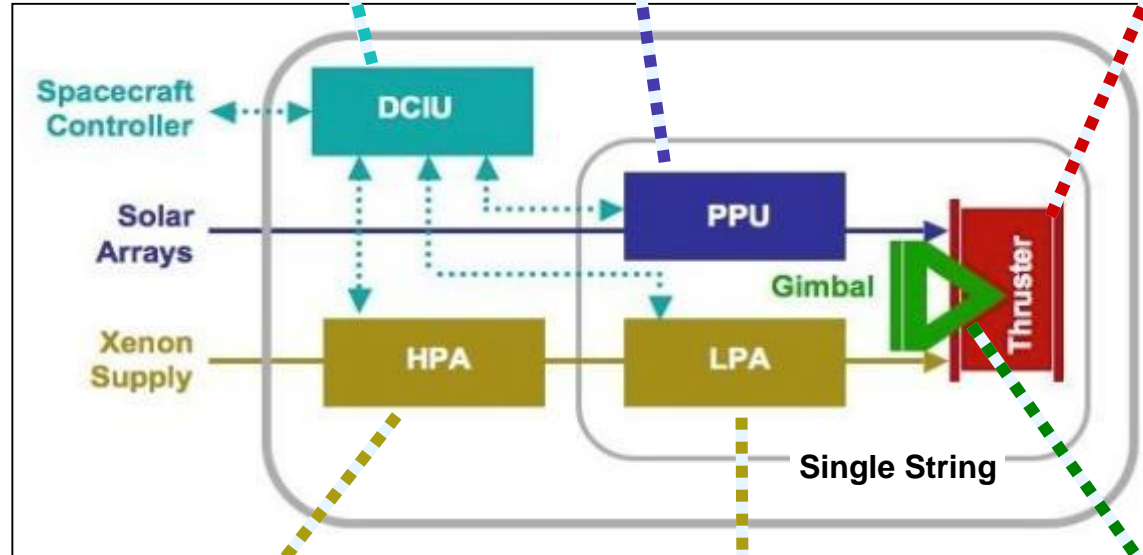 Spacecraft
Controller
DCIU
Solar
Arrays
PPU
Gimbal
Thruster
Xenon
Supply
HPA
LPA
Single String